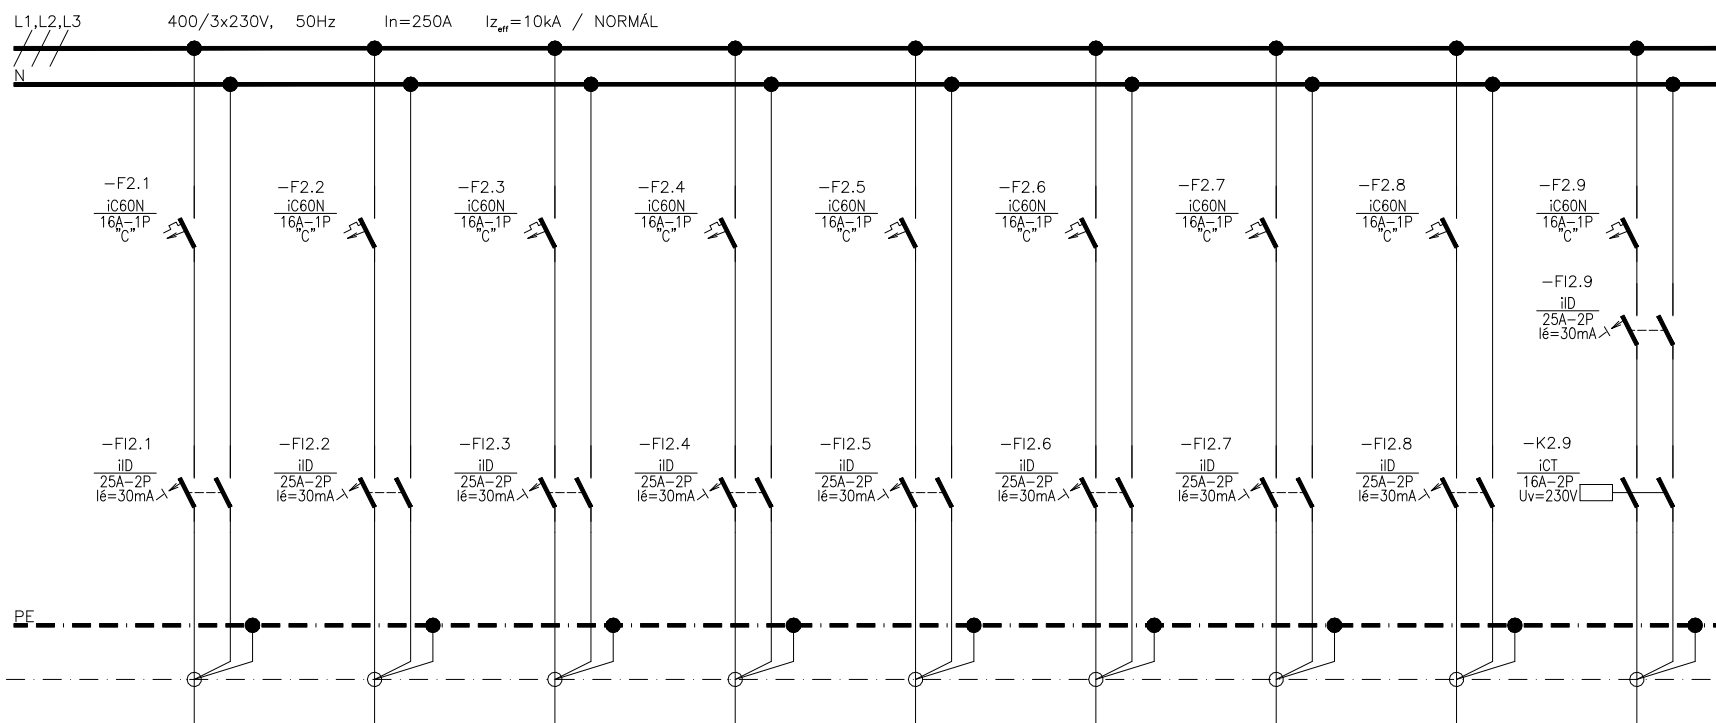 L1,L2,L3 400/3x230V, 50Hz In=250A Iz eff=10kA / NORMÁL
N
-F2.1
iC60N
16A-1P
"C"
-F2.2
iC60N
16A-1P
"C"
-F2.3
iC60N
16A-1P
"C"
-F2.4
iC60N
16A-1P
"C"
-F2.5
iC60N
16A-1P
"C"
-F2.6
iC60N
16A-1P
"C"
-F2.7
iC60N
16A-1P
"C"
-F2.8
iC60N
16A-1P
"C"
-F2.9
iC60N
16A-1P
"C"
-FI2.9
iID
25A-2P
Ié=30mA
-FI2.1
iID
25A-2P
Ié=30mA
-FI2.2
iID
25A-2P
Ié=30mA
-FI2.3
iID
25A-2P
Ié=30mA
-FI2.4
iID
25A-2P
Ié=30mA
-FI2.5
iID
25A-2P
Ié=30mA
-FI2.6
iID
25A-2P
Ié=30mA
-FI2.7
iID
25A-2P
Ié=30mA
-FI2.8
iID
25A-2P
Ié=30mA
-K2.9
iCT
16A-2P
Uv=230V
PE